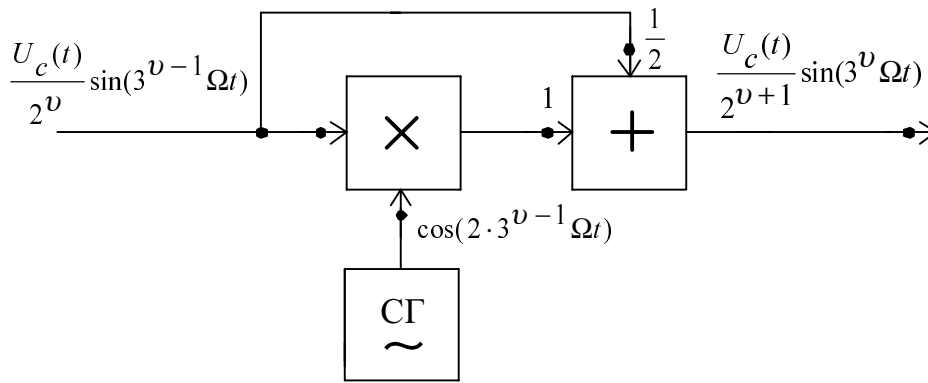 U_c(t)/2^υ sin(3^{υ−1}Ωt)
1/2
U_c(t)/2^{υ+1} sin(3^υ Ωt)
1
×
+
cos(2·3^{υ−1}Ωt)
СГ
~